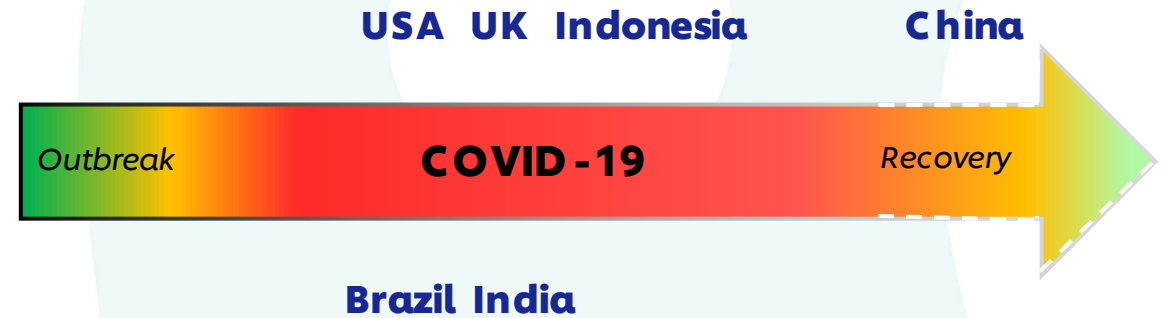 USA UK Indonesia China
Outbreak COVID-19 Recovery
Brazil India